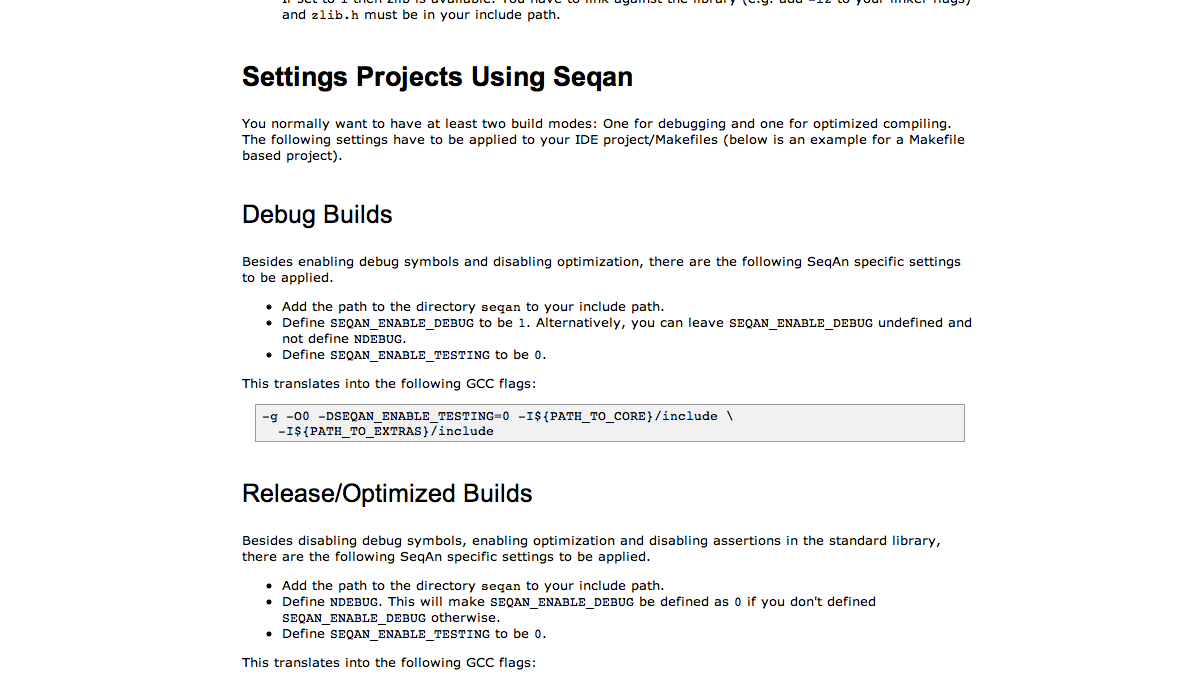 and zlib.h must be in your include path.
Settings Projects Using Seqan
You normally want to have at least two build modes: One for debugging and one for optimized compiling.
The following settings have to be applied to your IDE project/Makefiles (below is an example for a Makefile
based project).
Debug Builds
Besides enabling debug symbols and disabling optimization, there are the following SeqAn specific settings
to be applied.
• Add the path to the directory seqan to your include path.
• Define SEQAN_ENABLE_DEBUG to be 1. Alternatively, you can leave SEQAN_ENABLE_DEBUG undefined and
not define NDEBUG.
• Define SEQAN_ENABLE_TESTING to be 0.
This translates into the following GCC flags:
-g -O0 -DSEQAN_ENABLE_TESTING=0 -I${PATH_TO_CORE}/include \
-I${PATH_TO_EXTRAS}/include
Release/Optimized Builds
Besides disabling debug symbols, enabling optimization and disabling assertions in the standard library,
there are the following SeqAn specific settings to be applied.
• Add the path to the directory seqan to your include path.
• Define NDEBUG. This will make SEQAN_ENABLE_DEBUG be defined as 0 if you don't defined
SEQAN_ENABLE_DEBUG otherwise.
• Define SEQAN_ENABLE_TESTING to be 0.
This translates into the following GCC flags: